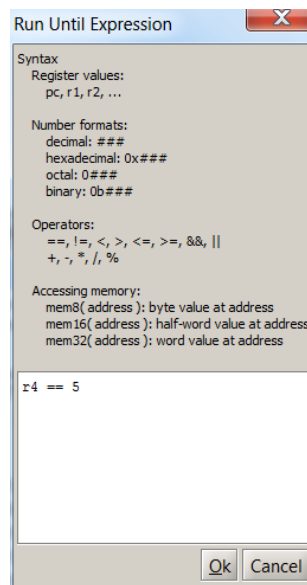 Run Until Expression
Syntax
Register values:
pc, r1, r2, ...
Number formats:
decimal: ###
hexadecimal: 0x###
octal: 0###
binary: 0b###
Operators:
==, !=, <, >, <=, >=, &&, ||
+, -, *, /, %
Accessing memory:
mem8( address ): byte value at address
mem16( address ): half-word value at address
mem32( address ): word value at address
r4 == 5
Ok Cancel